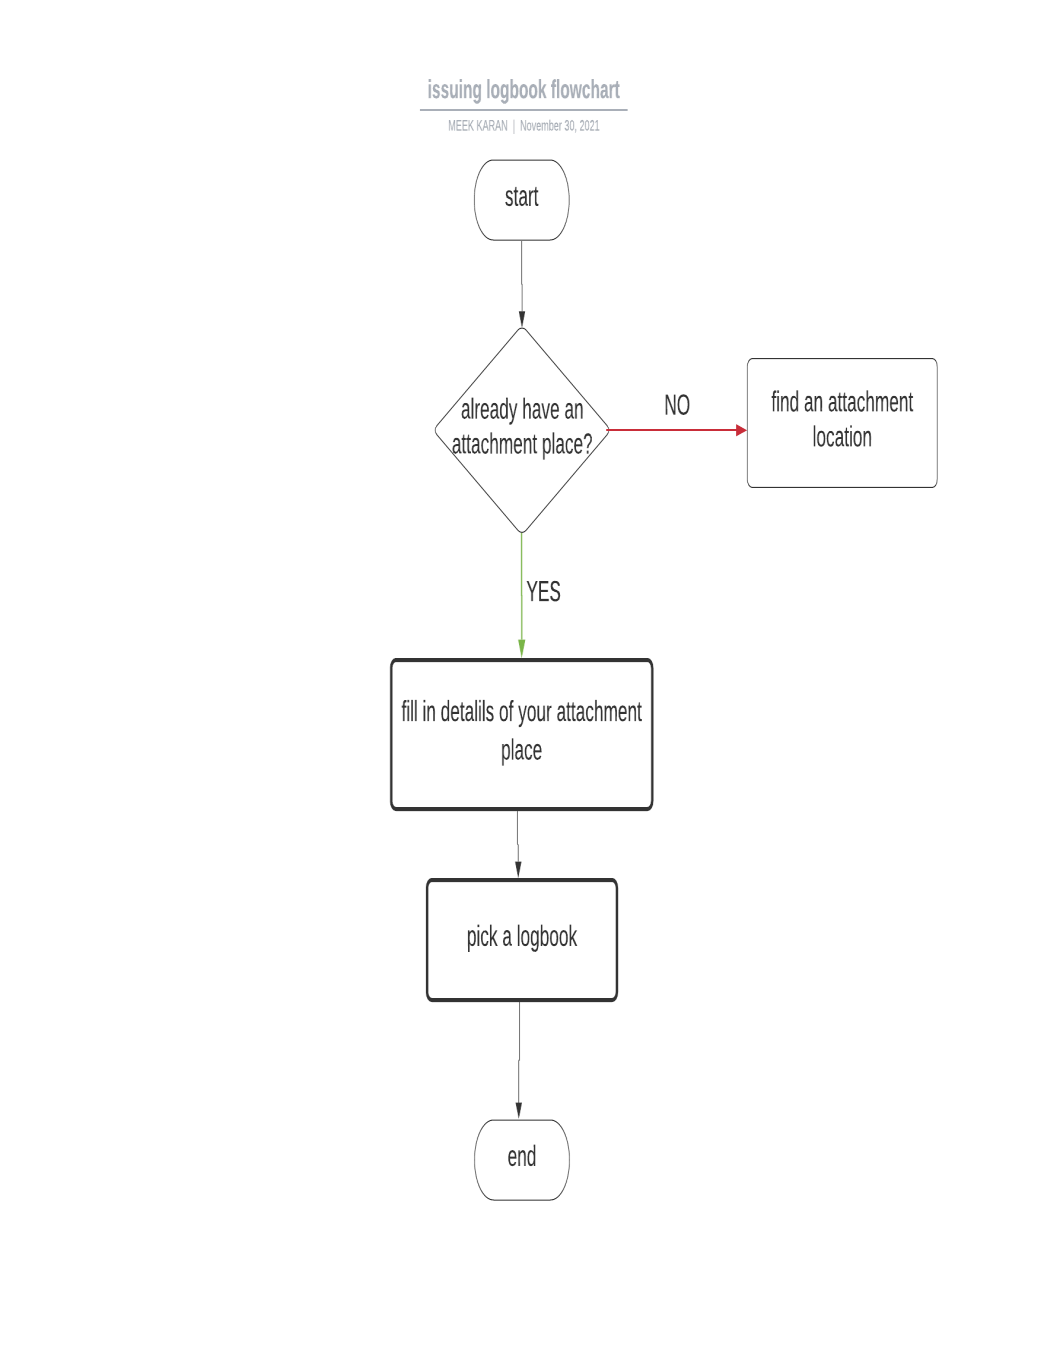 issuing logbook flowchart
MEEK KARAN | November 30, 2021
start
already have an
attachment place?
NO
find an attachment
location
YES
fill in detalils of your attachment
place
pick a logbook
end